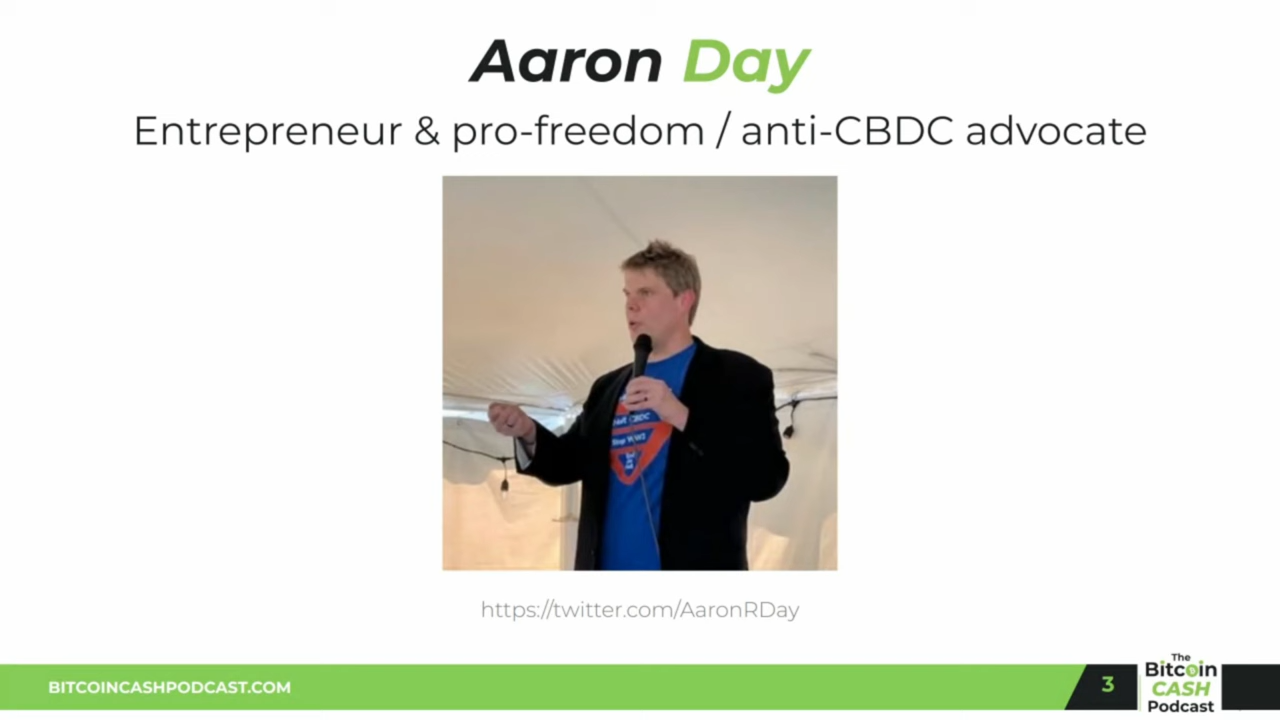 Aaron Day
Entrepreneur & pro-freedom / anti-CBDC advocate
CBDC
https://twitter.com/AaronRDay
BITCOINCASHPODCAST.COM
3
The
Bitcoin
CASH
Podcast